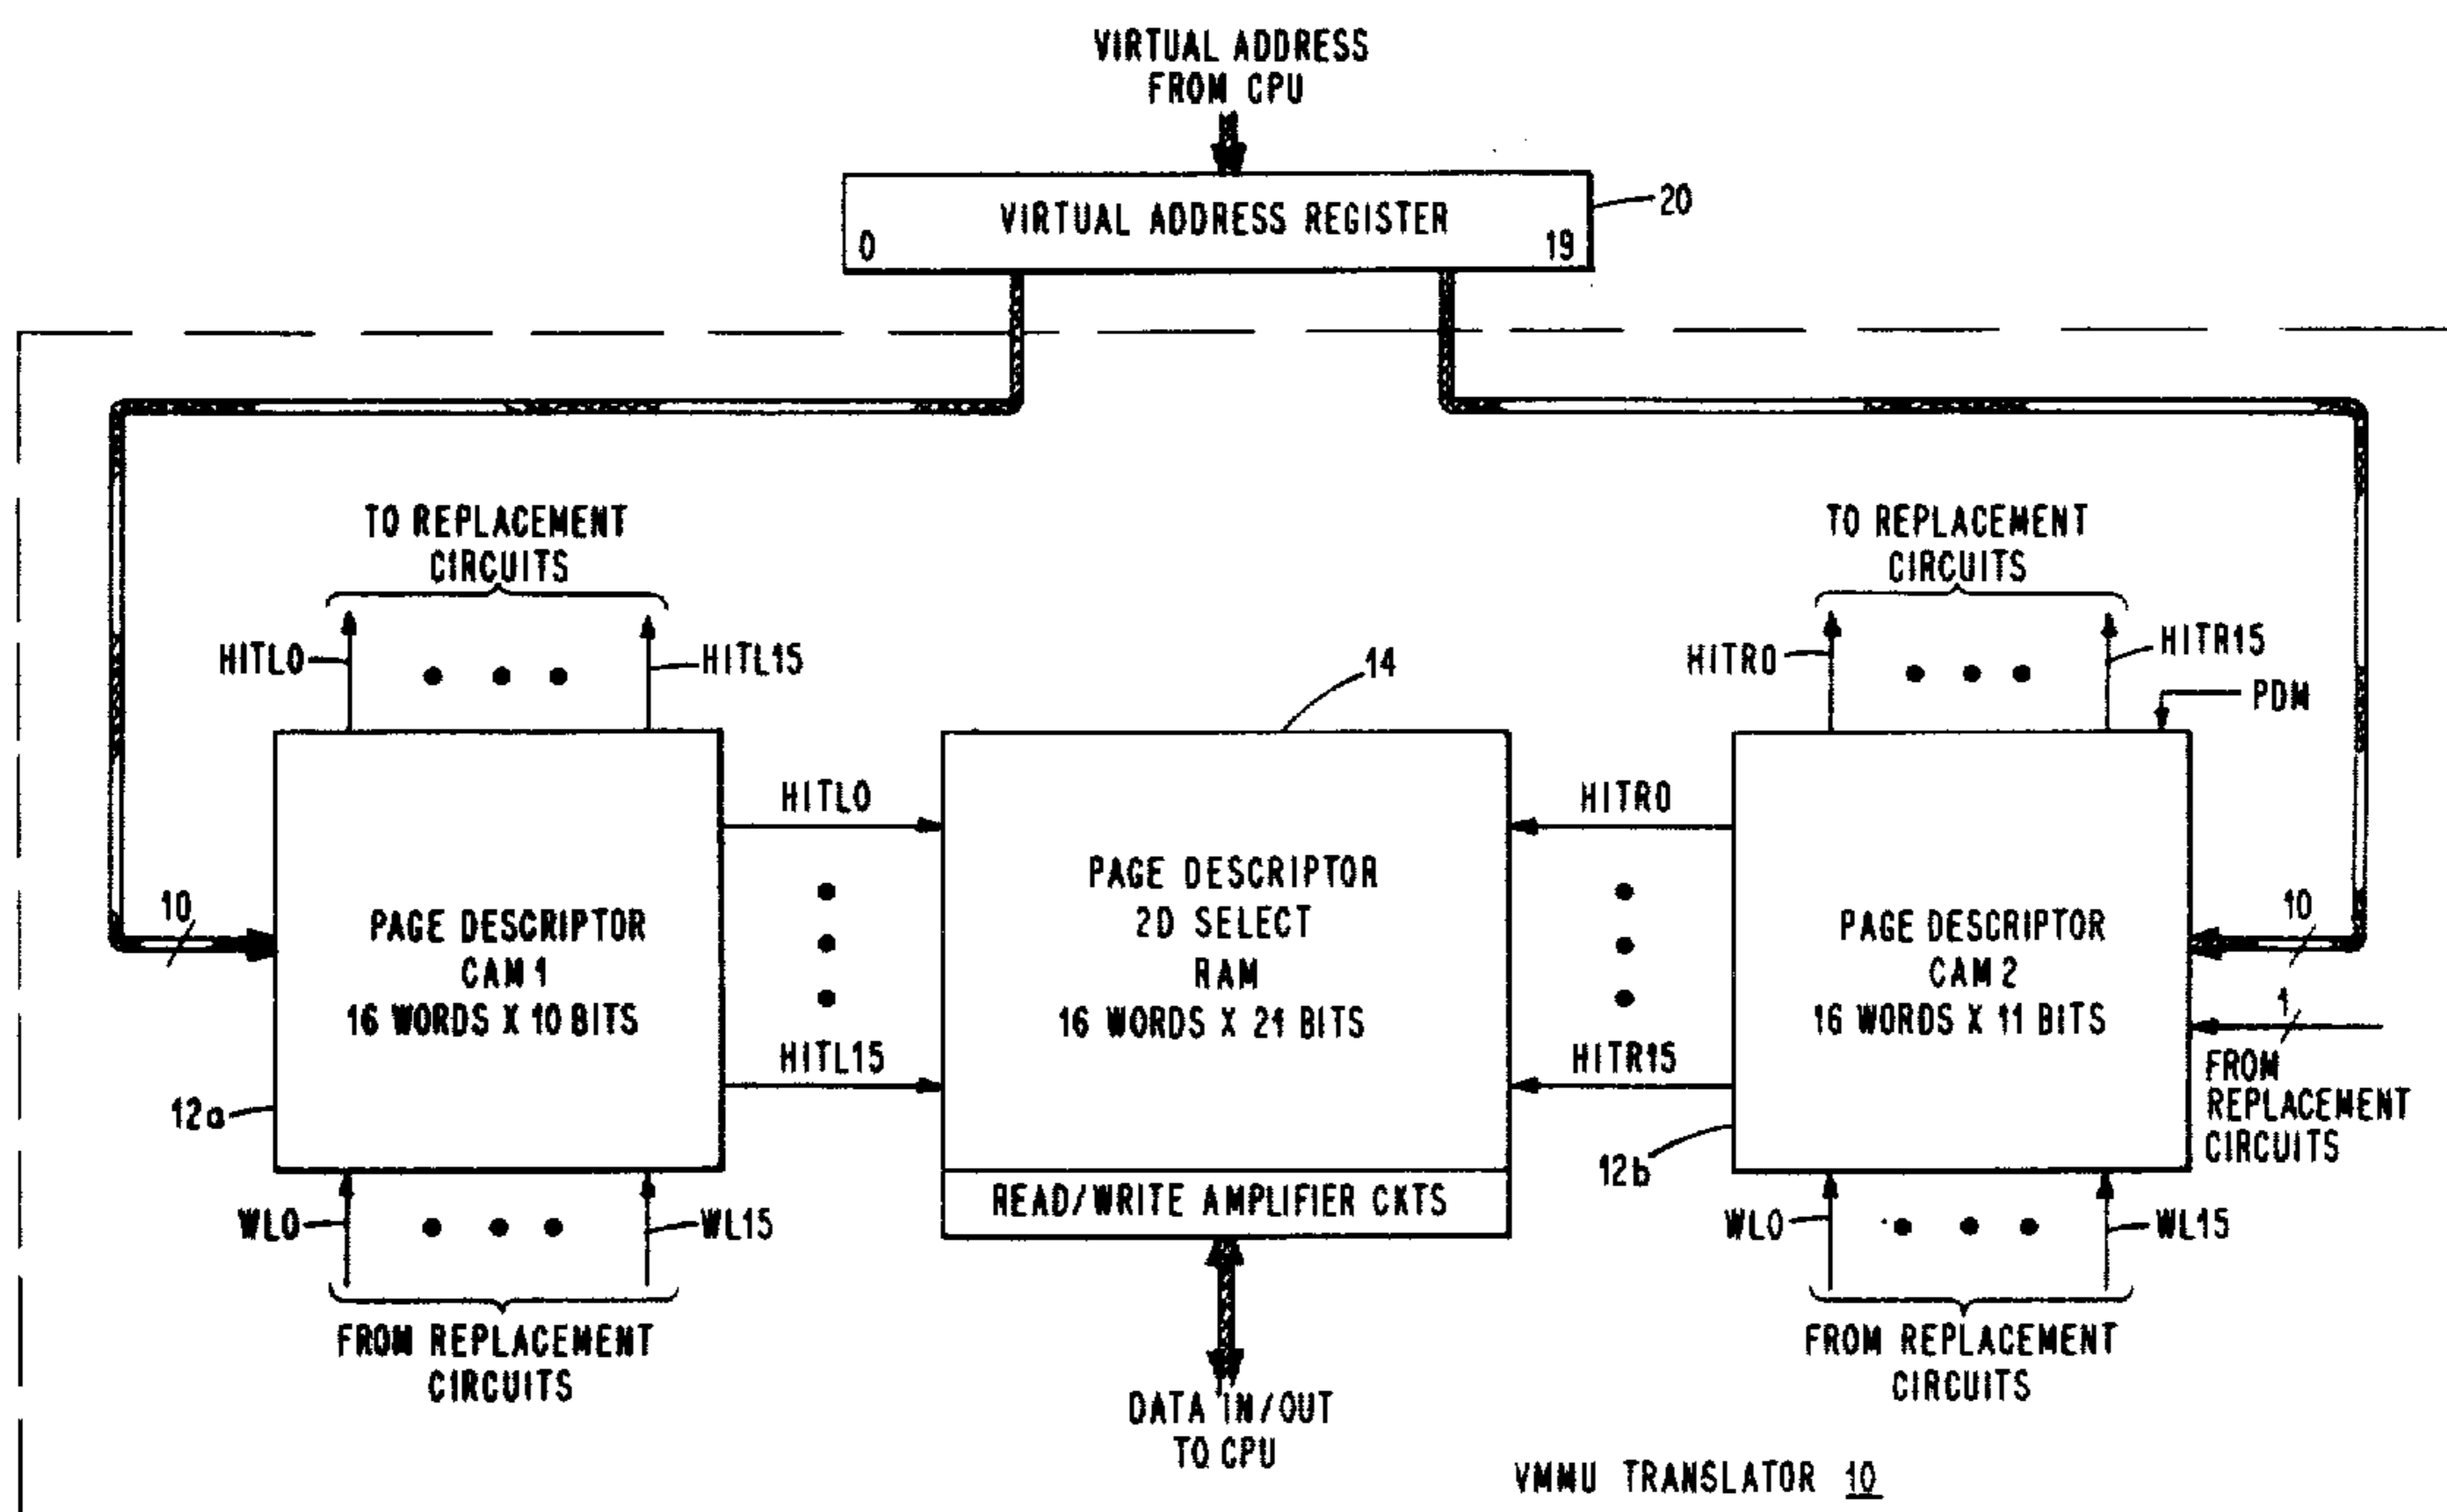 VIRTUAL ADDRESS
FROM CPU
VIRTUAL ADDRESS REGISTER
0
19
20
TO REPLACEMENT
CIRCUITS
TO REPLACEMENT
CIRCUITS
HITL0
HITL15
14
HITR0
HITR15
PDM
HITL0
HITR0
10
PAGE DESCRIPTOR
CAM 1
16 WORDS X 10 BITS
PAGE DESCRIPTOR
2D SELECT
RAM
16 WORDS X 21 BITS
PAGE DESCRIPTOR
CAM 2
16 WORDS X 11 BITS
10
1
FROM
REPLACEMENT
CIRCUITS
HITL15
HITR15
12a
12b
READ/WRITE AMPLIFIER CKTS
WL0
WL15
WL0
WL15
FROM REPLACEMENT
CIRCUITS
FROM REPLACEMENT
CIRCUITS
DATA IN/OUT
TO CPU
VMMU TRANSLATOR 10